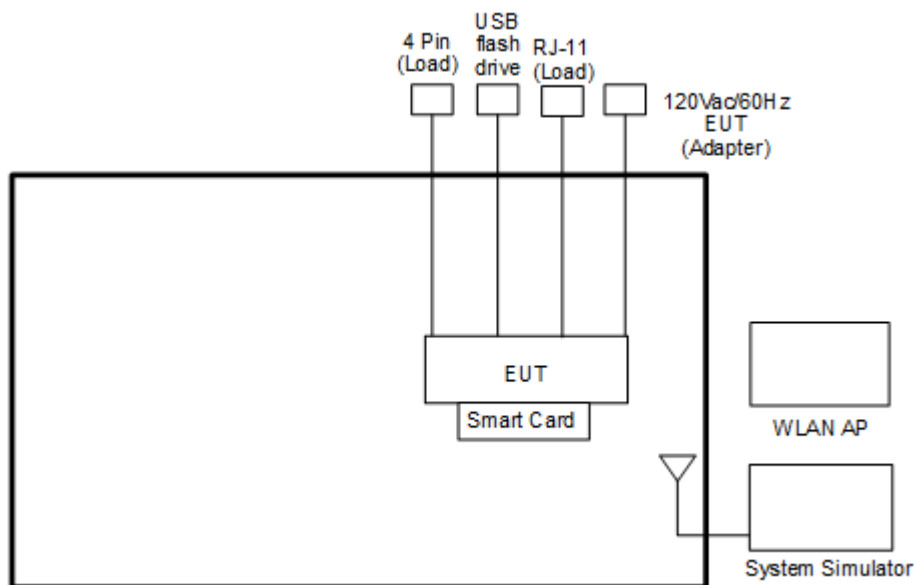 4 Pin
(Load)
USB
flash
drive
RJ-11
(Load)
120Vac/60Hz
EUT
(Adapter)
EUT
Smart Card
WLAN AP
System Simulator